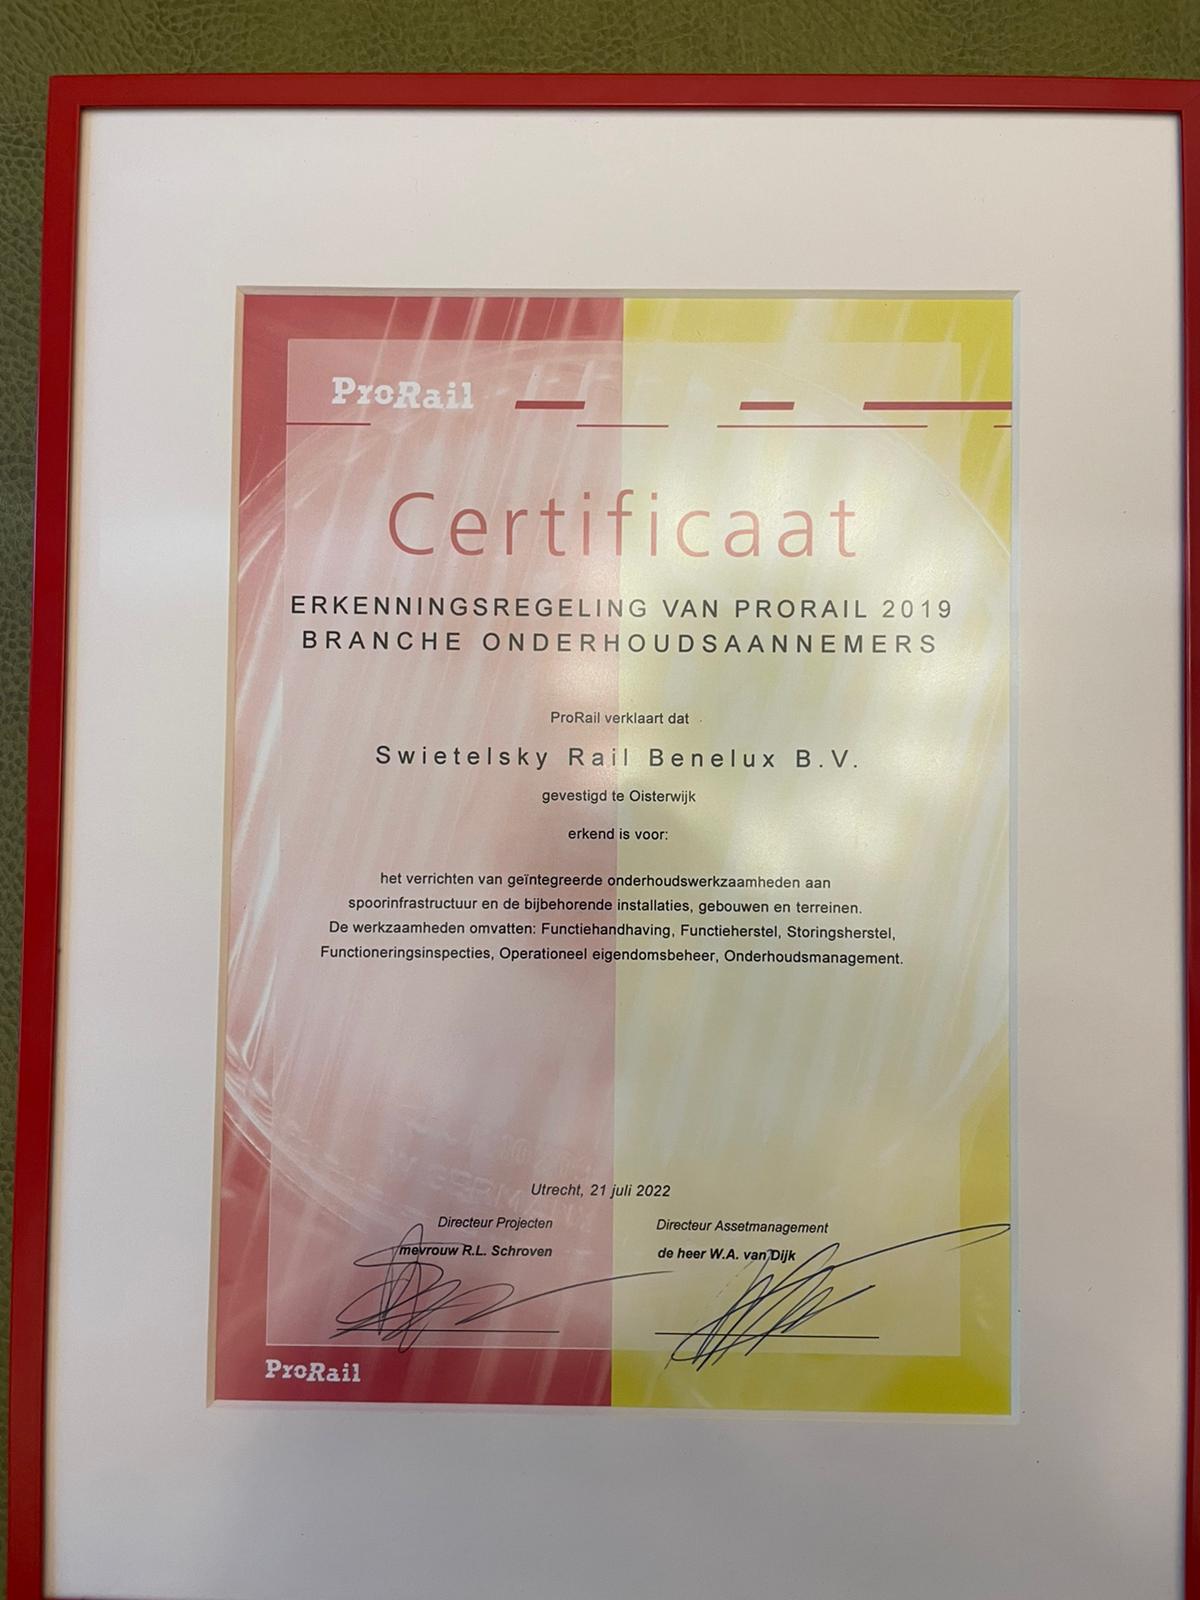 ProRail
Certificaat
ERKENNINGSREGELING VAN PRORAIL 2019
BRANCHE ONDERHOUDSAANNEMERS
ProRail verklaart dat
Swietelsky Rail Benelux B.V.
gevestigd te Oisterwijk
erkend is voor:
het verrichten van geïntegreerde onderhoudswerkzaamheden aan
spoorinfrastructuur en de bijbehorende installaties, gebouwen en terreinen.
De werkzaamheden omvatten: Functiehandhaving, Functieherstel, Storingsherstel,
Functioneringsinspecties, Operationeel eigendomsbeheer, Onderhoudsmanagement.
Utrecht, 21 juli 2022
Directeur Projecten
mevrouw R.L. Schroven
Directeur Assetmanagement
de heer W.A. van Dijk
ProRail